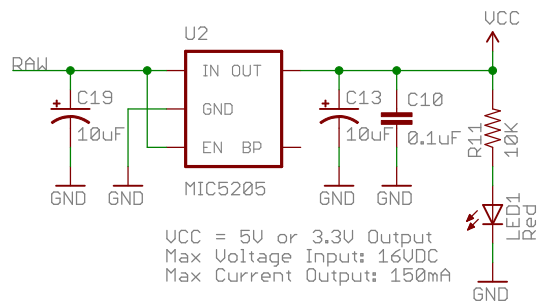 VCC
U2
RAW
IN OUT
GND
EN BP
MIC5205
C19
10uF
C13
10uF
C10
0.1uF
R11
10K
LED1
Red
GND
GND
GND
GND
GND
VCC = 5V or 3.3V Output
Max Voltage Input: 16VDC
Max Current Output: 150mA